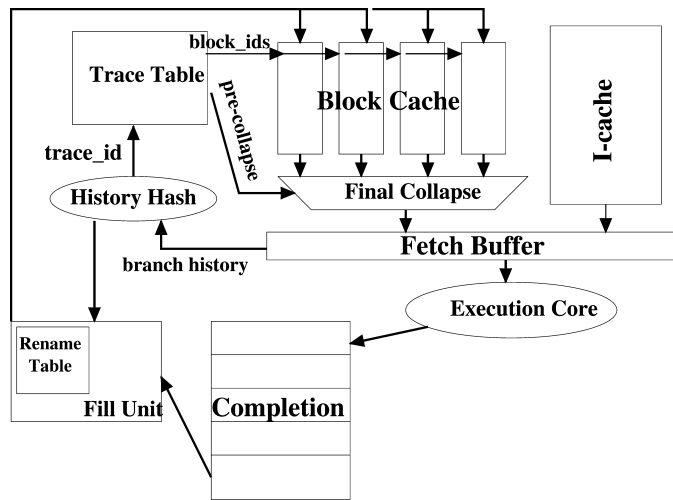 block_ids
Trace Table
Block Cache
I-cache
pre-collapse
trace_id
History Hash
Final Collapse
Fetch Buffer
branch history
Execution Core
Rename
Table
Fill Unit
Completion